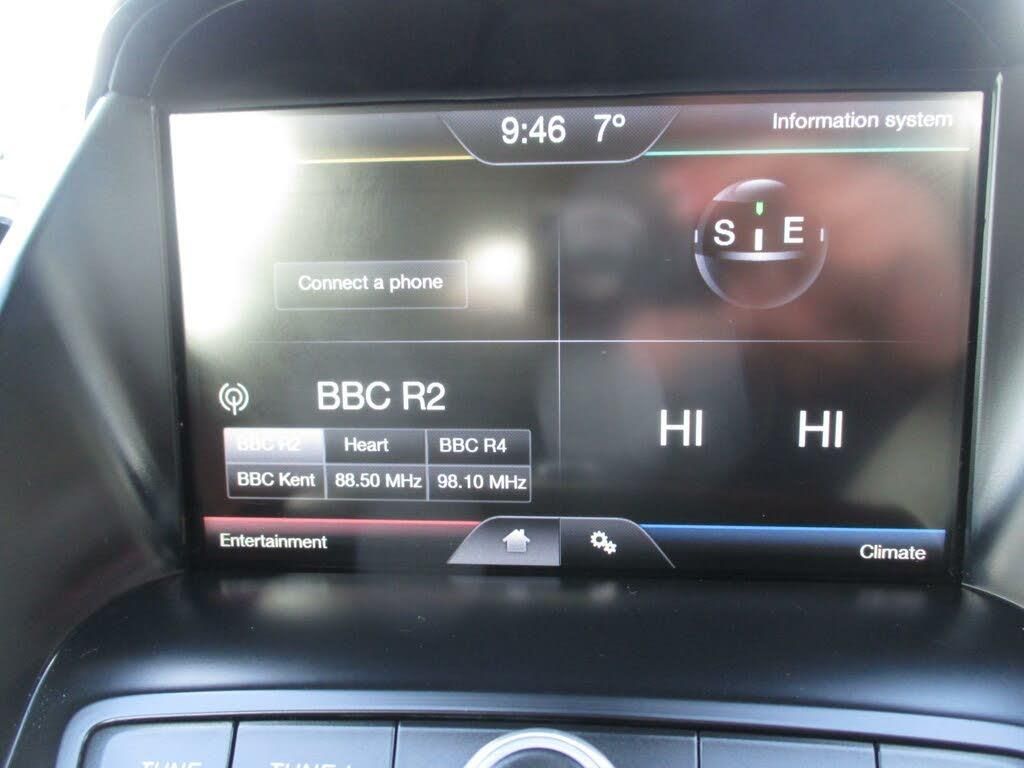 9:46 7°
Information system
S E
Connect a phone
BBC R2
BBC R2 Heart BBC R4
BBC Kent 88.50 MHz 98.10 MHz
HI HI
Entertainment
Climate